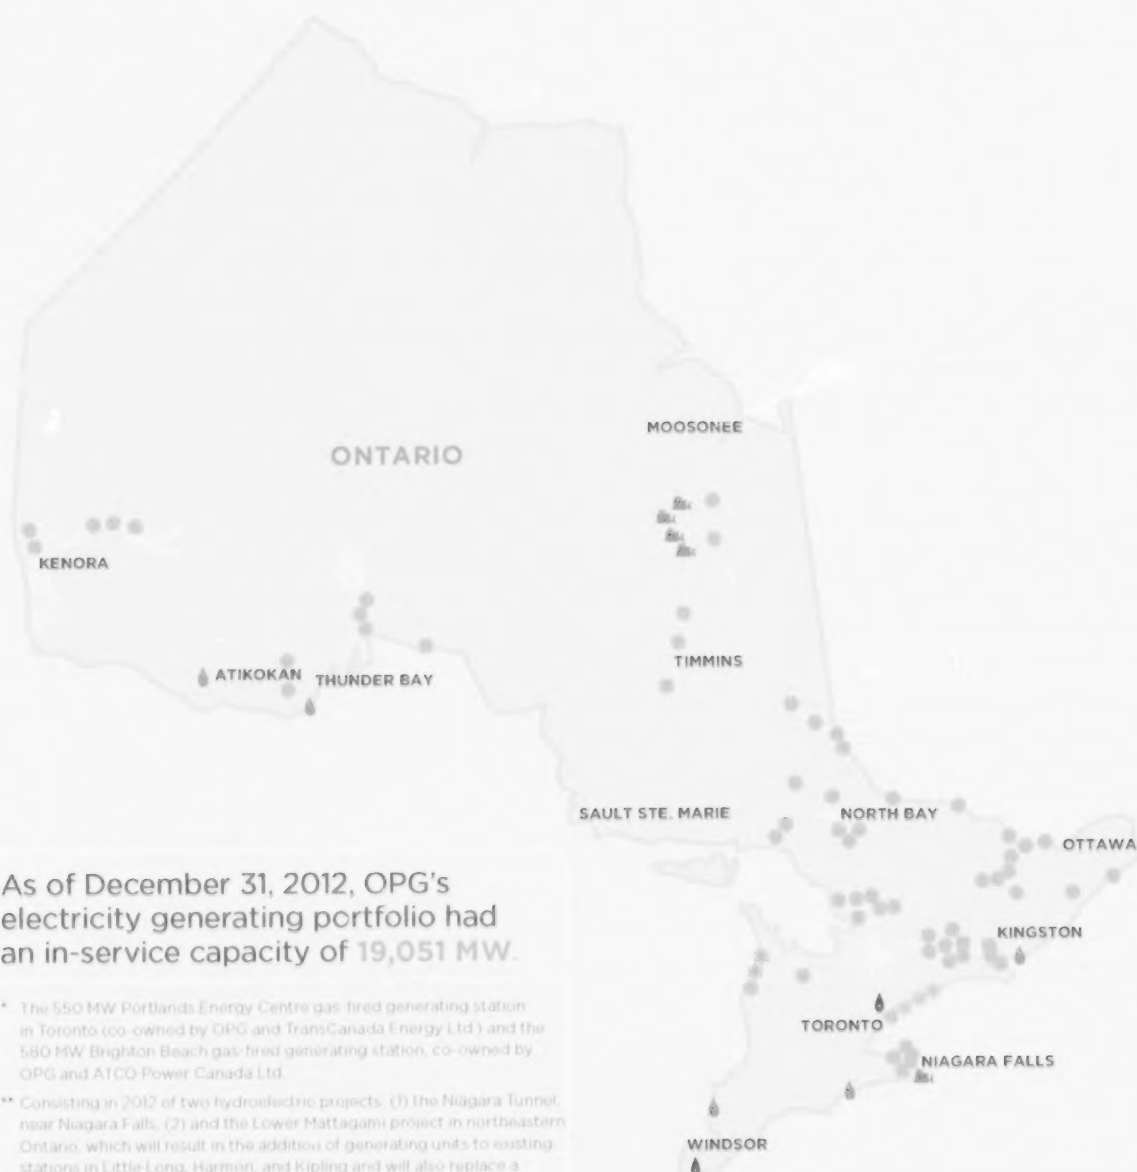 MOOSONEE
ONTARIO
KENORA
TIMMINS
ATIKOKAN
THUNDER BAY
SAULT STE. MARIE
NORTH BAY
OTTAWA
As of December 31, 2012, OPG's
electricity generating portfolio had
an in-service capacity of 19,051 MW.
KINGSTON
* The 550 MW Portlands Energy Centre gas-fired generating station
in Toronto (co-owned by OPG and TransCanada Energy Ltd.) and the
580 MW Brighton Beach gas-fired generating station, co-owned by
OPG and ATCO Power Canada Ltd.
TORONTO
NIAGARA FALLS
** Consisting in 2012 of two hydroelectric projects: (1) the Niagara Tunnel,
near Niagara Falls, (2) and the Lower Mattagami project in northeastern
Ontario, which will result in the addition of generating units to existing
stations in Little Long, Harmon, and Kipling and will also replace a
WINDSOR